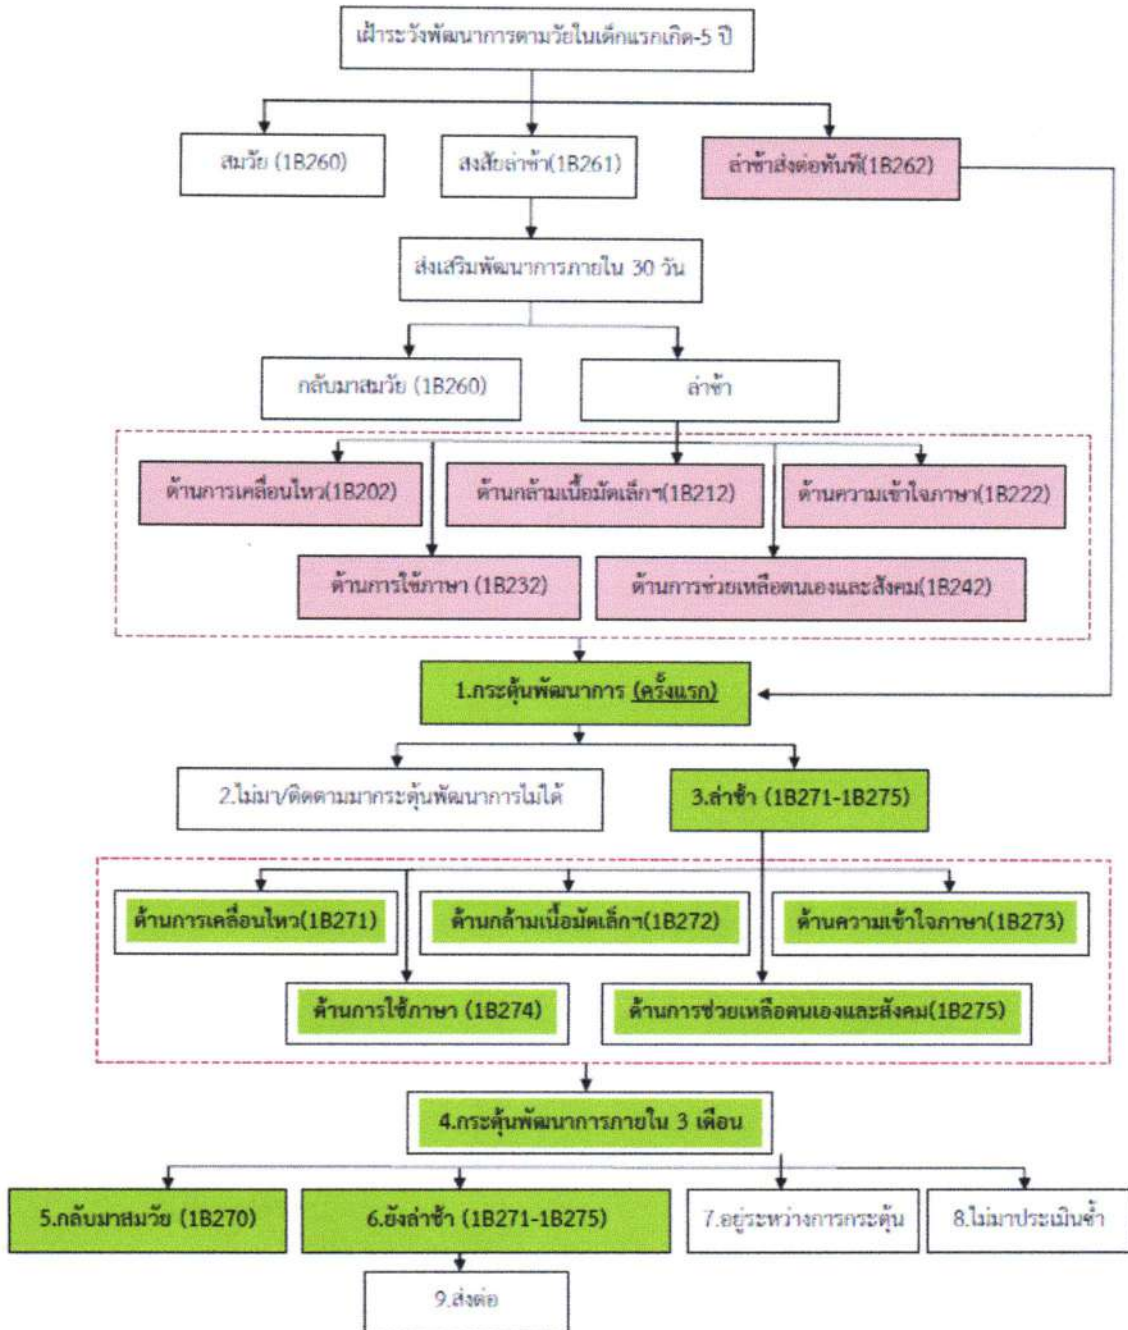 เฝ้าระวังพัฒนาการตามวัยในเด็กแรกเกิด-5 ปี
สมวัย (1B260)
สงสัยล่าช้า(1B261)
ล่าช้าส่งต่อทันที(1B262)
ส่งเสริมพัฒนาการภายใน 30 วัน
กลับมาสมวัย (1B260)
ล่าช้า
ด้านการเคลื่อนไหว(1B202)
ด้านกล้ามเนื้อมัดเล็กฯ(1B212)
ด้านความเข้าใจภาษา(1B222)
ด้านการใช้ภาษา (1B232)
ด้านการช่วยเหลือตนเองและสังคม(1B242)
1.กระตุ้นพัฒนาการ (ครั้งแรก)
2.ไม่มา/ติดตามมากระตุ้นพัฒนาการไม่ได้
3.ล่าช้า (1B271-1B275)
ด้านการเคลื่อนไหว(1B271)
ด้านกล้ามเนื้อมัดเล็กฯ(1B272)
ด้านความเข้าใจภาษา(1B273)
ด้านการใช้ภาษา (1B274)
ด้านการช่วยเหลือตนเองและสังคม(1B275)
4.กระตุ้นพัฒนาการภายใน 3 เดือน
5.กลับมาสมวัย (1B270)
6.ยังล่าช้า (1B271-1B275)
7.อยู่ระหว่างการกระตุ้น
8.ไม่มาประเมินซ้ำ
9.ส่งต่อ